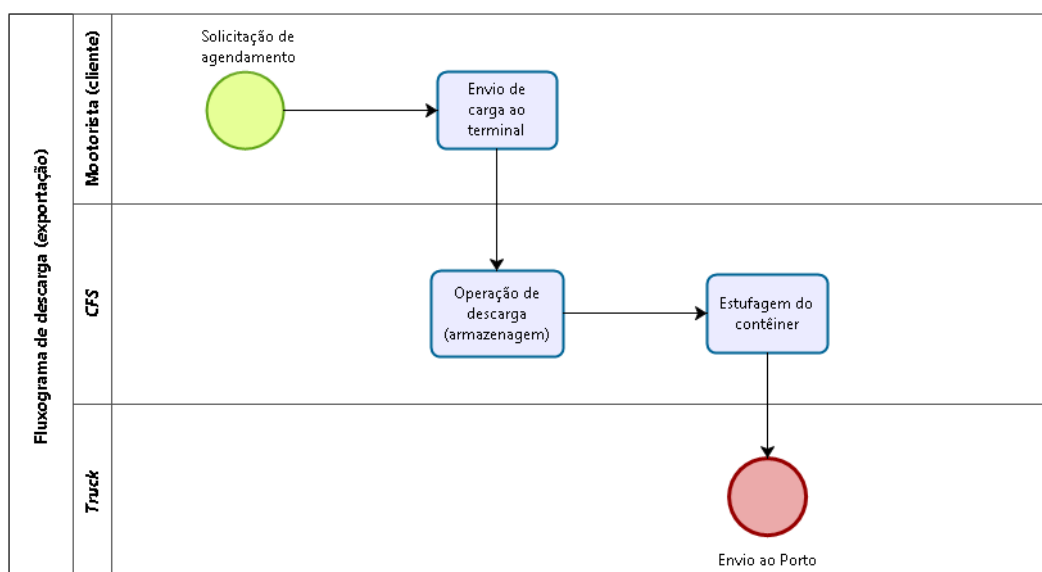 Fluxograma de descarga (exportação)
Mootorista (cliente)
Solicitação de
agendamento
Envio de
carga ao
terminal
CFS
Operação de
descarga
(armazenagem)
Estufagem do
contêiner
Truck
Envio ao Porto